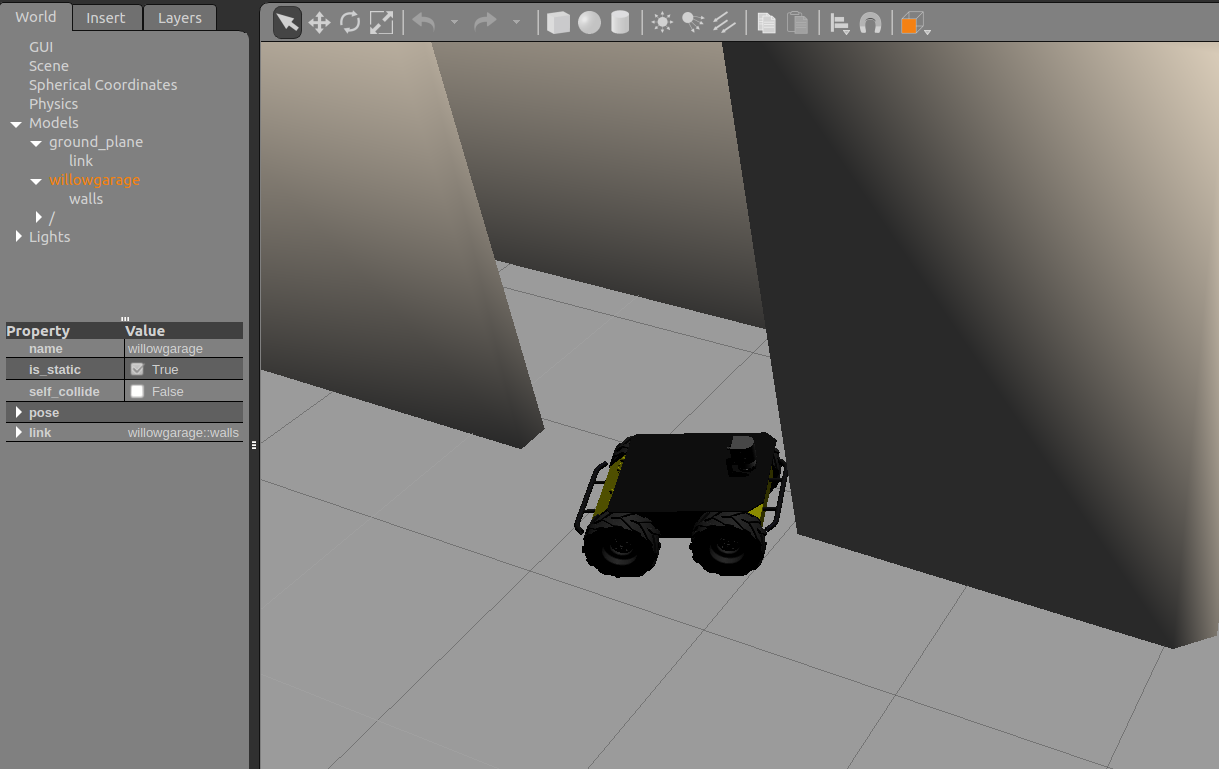 World Insert Layers
GUI
Scene
Spherical Coordinates
Physics
Models
ground_plane
link
willowgarage
walls
/
Lights
Property Value
name willowgarage
is_static True
self_collide False
pose
link willowgarage::walls